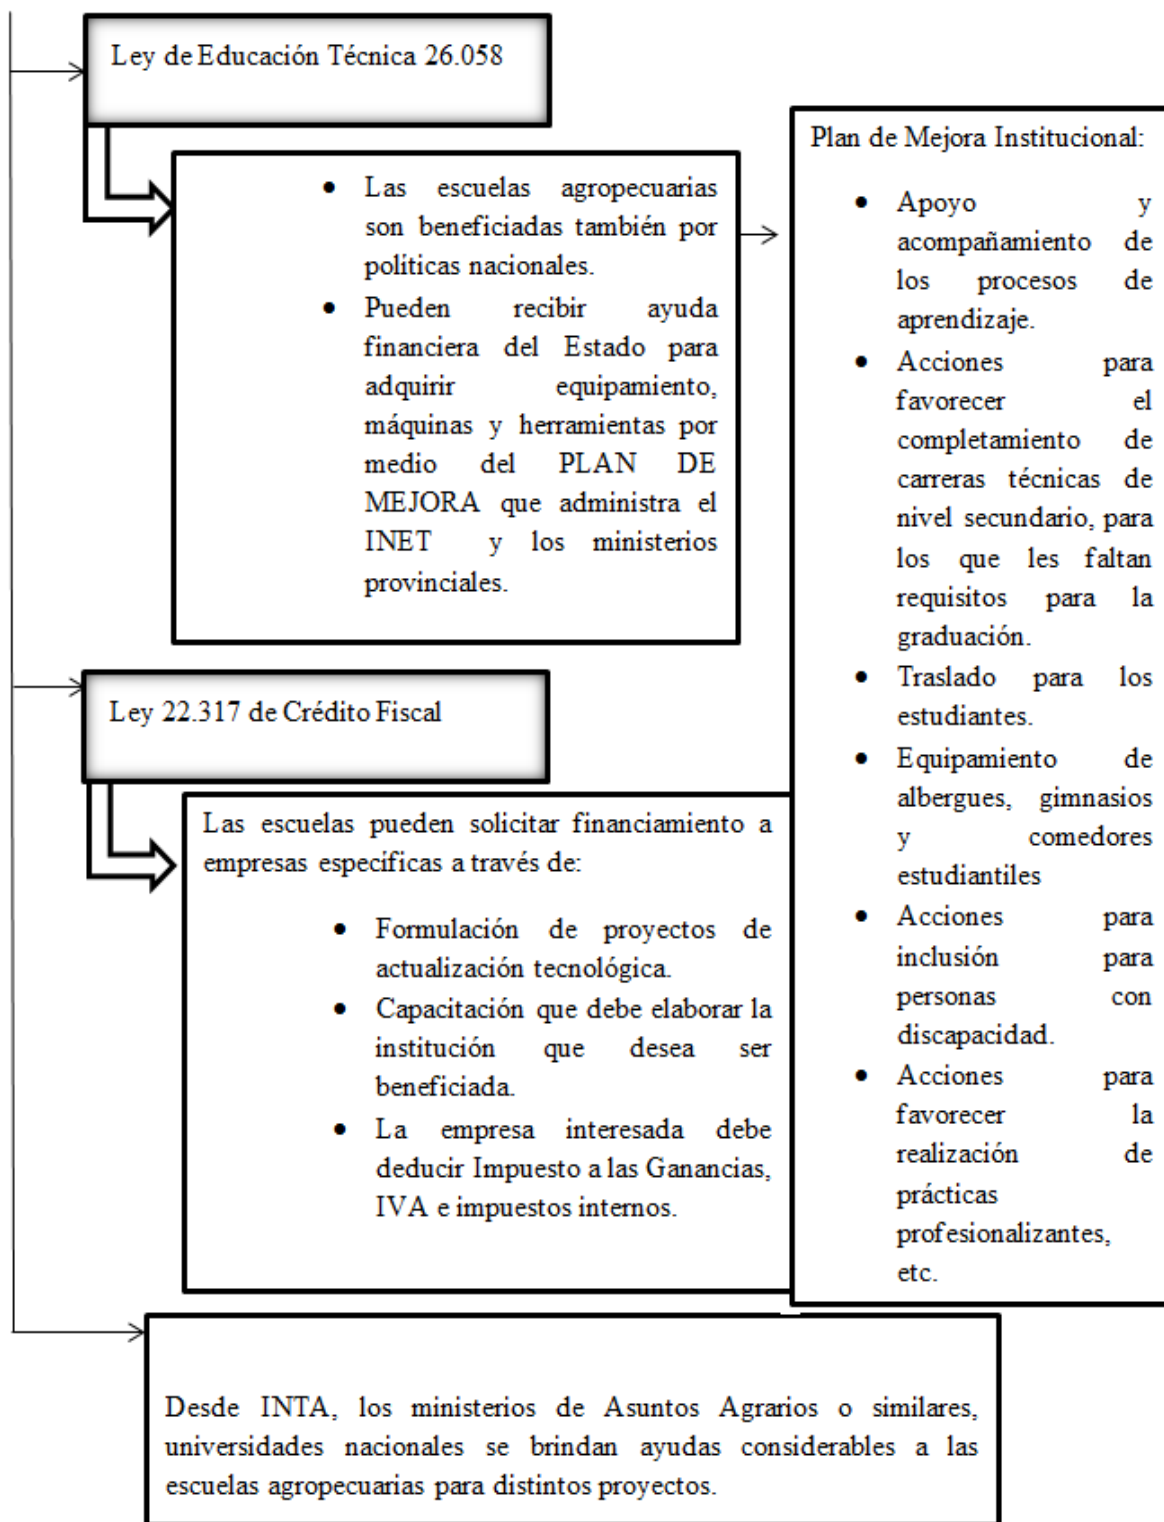 Ley de Educación Técnica 26.058
• Las escuelas agropecuarias
son beneficiadas también por
políticas nacionales.
• Pueden recibir ayuda
financiera del Estado para
adquirir equipamiento,
máquinas y herramientas por
medio del PLAN DE
MEJORA que administra el
INET y los ministerios
provinciales.
Plan de Mejora Institucional:
• Apoyo y
acompañamiento de
los procesos de
aprendizaje.
• Acciones para
favorecer el
completamiento de
carreras técnicas de
nivel secundario, para
los que les faltan
requisitos para la
graduación.
• Traslado para los
estudiantes.
• Equipamiento de
albergues, gimnasios
y comedores
estudiantiles
• Acciones para
inclusión para
personas con
discapacidad.
• Acciones para
favorecer la
realización de
prácticas
profesionalizantes,
etc.
Ley 22.317 de Crédito Fiscal
Las escuelas pueden solicitar financiamiento a
empresas específicas a través de:
• Formulación de proyectos de
actualización tecnológica.
• Capacitación que debe elaborar la
institución que desea ser
beneficiada.
• La empresa interesada debe
deducir Impuesto a las Ganancias,
IVA e impuestos internos.
Desde INTA, los ministerios de Asuntos Agrarios o similares,
universidades nacionales se brindan ayudas considerables a las
escuelas agropecuarias para distintos proyectos.